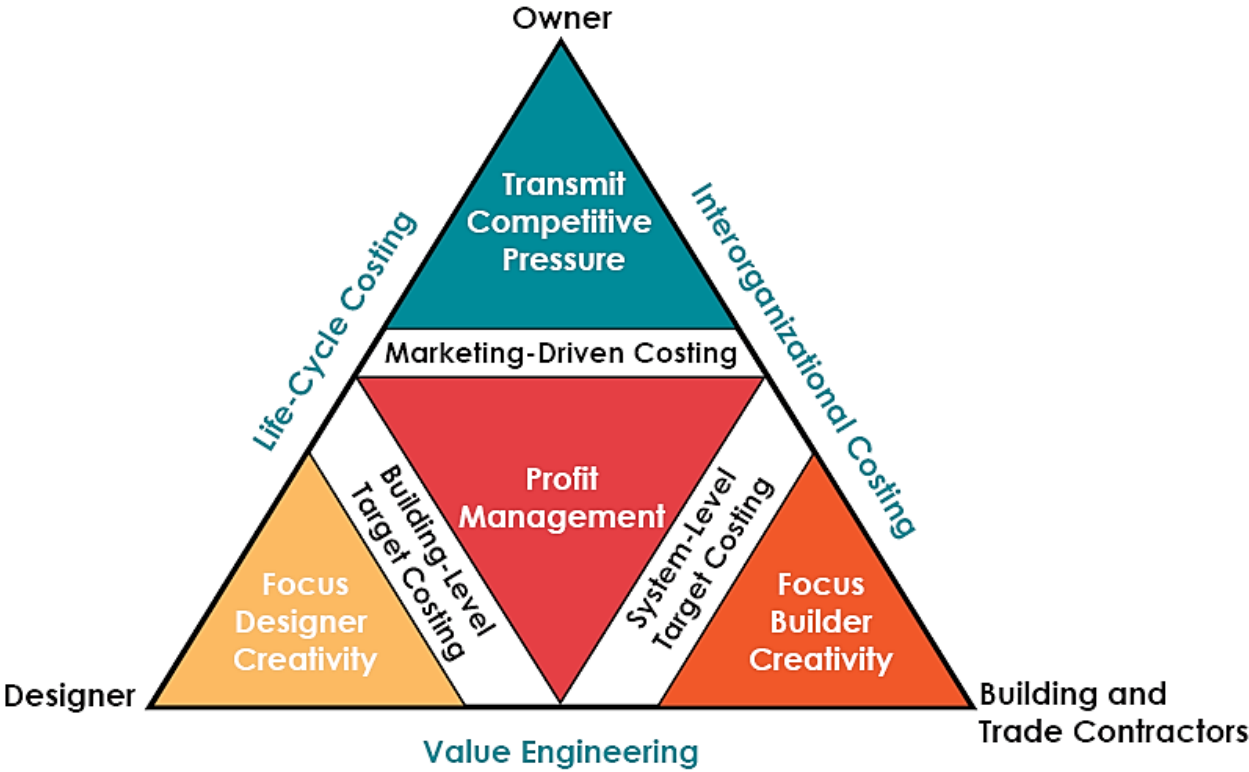 Owner
Transmit
Competitive
Pressure
Life-Cycle Costing
Interorganizational Costing
Marketing-Driven Costing
Profit
Management
Building-Level
Target Costing
System-Level
Target Costing
Focus
Designer
Creativity
Focus
Builder
Creativity
Designer
Building and
Trade Contractors
Value Engineering